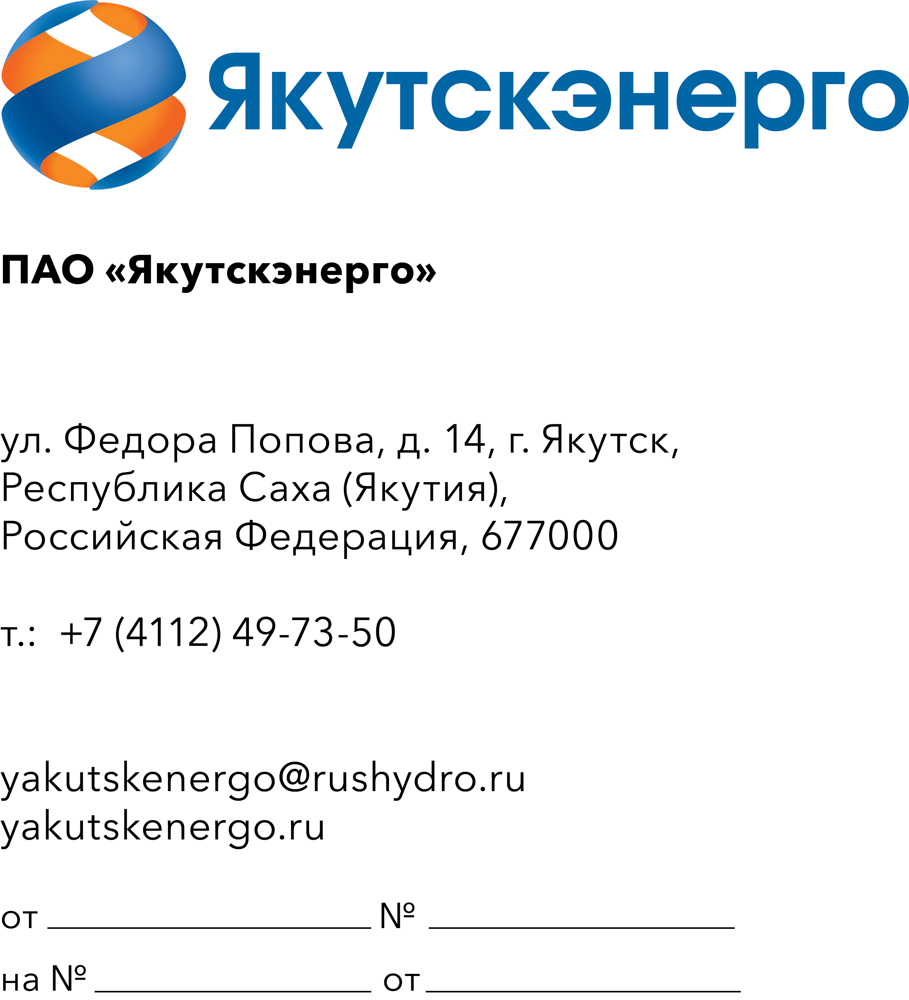 Якутскэнерго
ПАО «Якутскэнерго»
ул. Федора Попова, д. 14, г. Якутск,
Республика Саха (Якутия),
Российская Федерация, 677000
т.: +7 (4112) 49-73-50
yakutskenergo@rushydro.ru
yakutskenergo.ru
от ____________________ № ____________________
на № ____________________ от ____________________